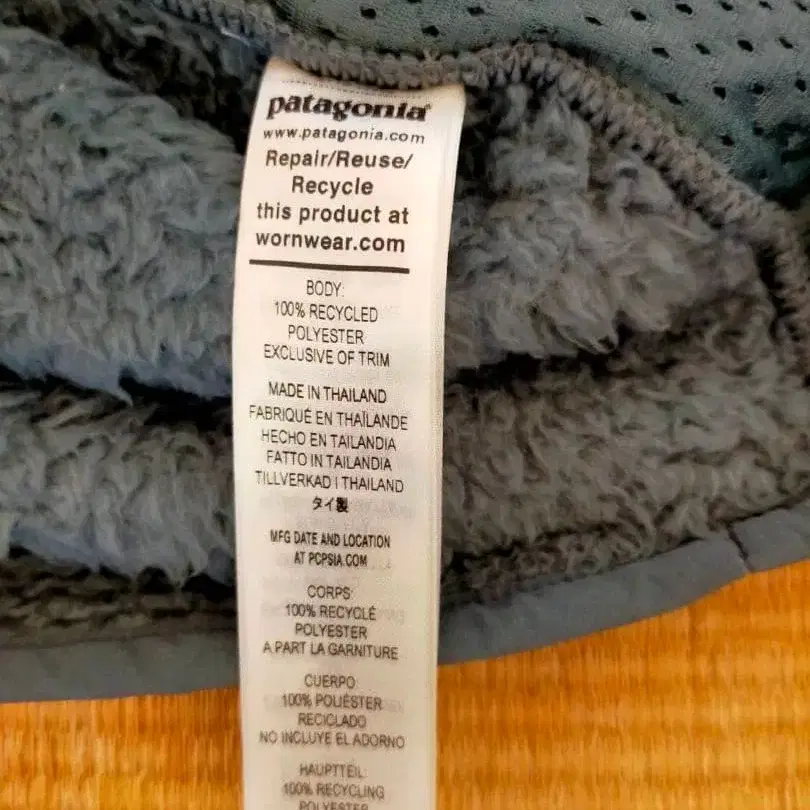 patagonia®
www.patagonia.com
Repair/Reuse/
Recycle
this product at
wornwear.com
BODY:
100% RECYCLED
POLYESTER
EXCLUSIVE OF TRIM
MADE IN THAILAND
FABRIQUÉ EN THAÏLANDE
HECHO EN TAILANDIA
FATTO IN TAILANDIA
TILLVERKAD I THAILAND
タイ製
MFG DATE AND LOCATION
AT PCPSIA.COM
CORPS:
100% RECYCLÉ
POLYESTER
A PART LA GARNITURE
CUERPO:
100% POLIÉSTER
RECICLADO
NO INCLUYE EL ADORNO
HAUPTTEIL:
100% RECYCLING
POLYESTER